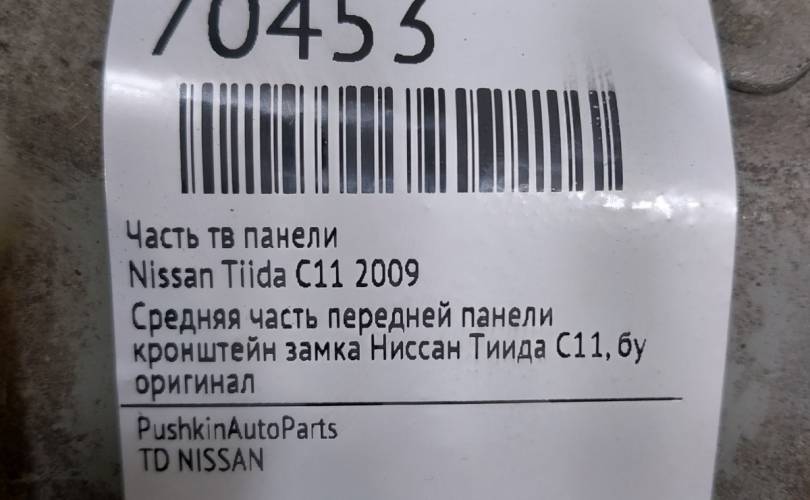 70453
Часть тв панели
Nissan Tiida C11 2009
Средняя часть передней панели
кронштейн замка Ниссан Тиида С11, бу
оригинал
PushkinAutoParts
TD NISSAN